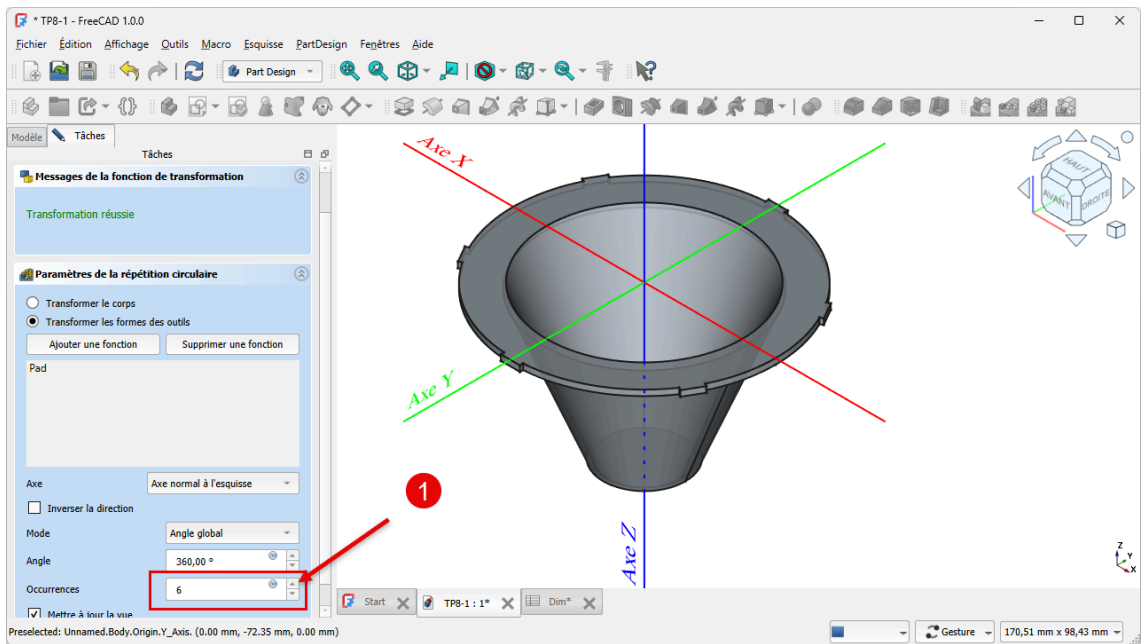 * TP8-1 - FreeCAD 1.0.0
Fichier Édition Affichage Outils Macro Esquisse PartDesign Fenêtres Aide
Part Design
Modèle Tâches
Tâches
Messages de la fonction de transformation
Transformation réussie
Paramètres de la répétition circulaire
Transformer le corps
Transformer les formes des outils
Ajouter une fonction Supprimer une fonction
Pad
Axe Axe normal à l'esquisse
Inverser la direction
Mode Angle global
Angle 360,00 °
Occurrences 6
Mettre à jour la vue
1
Axe X
Axe Y
Axe Z
HAUT
AVANT
DROITE
Z
Y
X
Start TP8-1 : 1* Dim*
Preselected: Unnamed.Body.Origin.Y_Axis. (0.00 mm, -72.35 mm, 0.00 mm) Gesture 170,51 mm x 98,43 mm